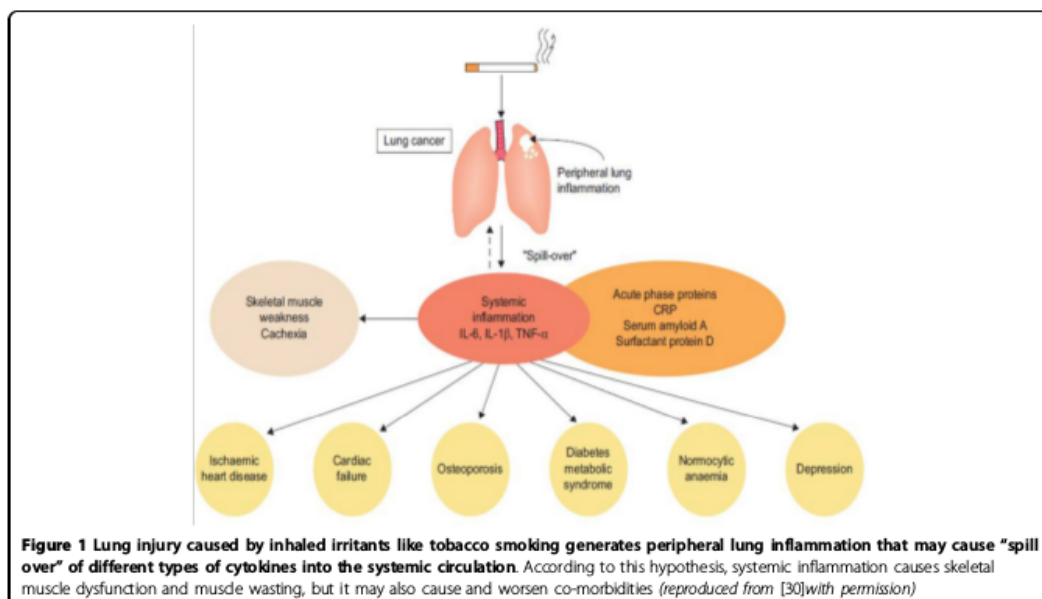 Lung cancer
Peripheral lung
inflammation
"Spill-over"
Skeletal muscle
weakness
Cachexia
Systemic
inflammation
IL-6, IL-1β, TNF-α
Acute phase proteins
CRP
Serum amyloid A
Surfactant protein D
Ischaemic
heart disease
Cardiac
failure
Osteoporosis
Diabetes
metabolic
syndrome
Normocytic
anaemia
Depression
Figure 1 Lung injury caused by inhaled irritants like tobacco smoking generates peripheral lung inflammation that may cause “spill
over” of different types of cytokines into the systemic circulation. According to this hypothesis, systemic inflammation causes skeletal
muscle dysfunction and muscle wasting, but it may also cause and worsen co-morbidities (reproduced from [30]with permission)